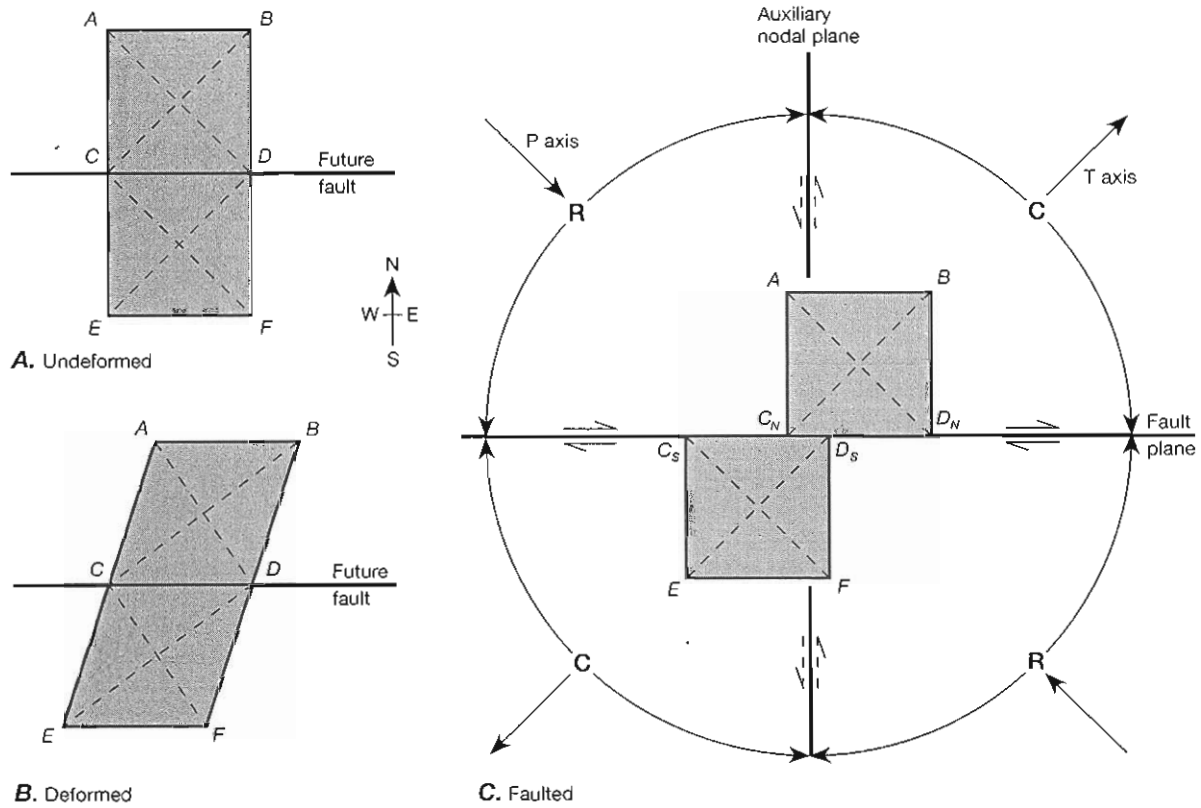 A
B
C
D
Future
fault
E
F
N
W
E
S
A. Undeformed
A
B
C
D
Future
fault
E
F
B. Deformed
Auxiliary
nodal plane
P axis
R
T axis
C
A
B
C_N
D_N
Fault
plane
C_S
D_S
E
F
C
R
C. Faulted